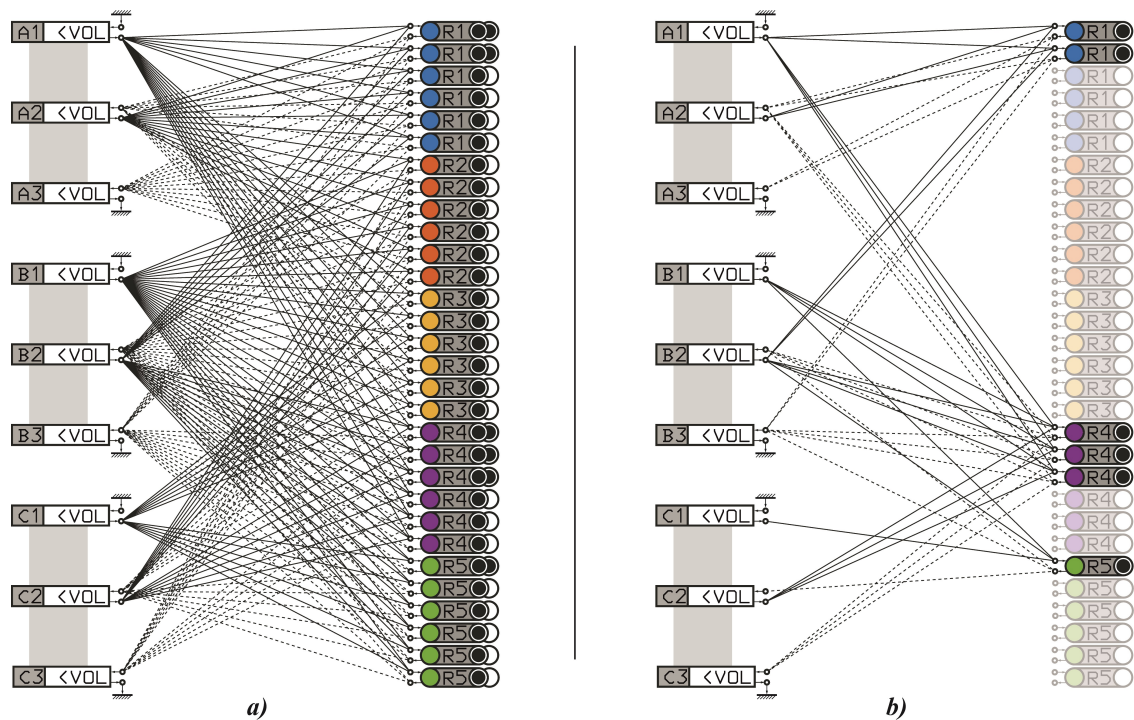 A1 <VOL
A2 <VOL
A3 <VOL
B1 <VOL
B2 <VOL
B3 <VOL
C1 <VOL
C2 <VOL
C3 <VOL
R1
R1
R1
R1
R1
R1
R2
R2
R2
R2
R2
R2
R3
R3
R3
R3
R3
R3
R4
R4
R4
R4
R4
R4
R5
R5
R5
R5
R5
R5
a)
A1 <VOL
A2 <VOL
A3 <VOL
B1 <VOL
B2 <VOL
B3 <VOL
C1 <VOL
C2 <VOL
C3 <VOL
R1
R1
R1
R1
R1
R1
R2
R2
R2
R2
R2
R2
R3
R3
R3
R3
R3
R3
R4
R4
R4
R4
R4
R4
R5
R5
R5
R5
R5
R5
b)